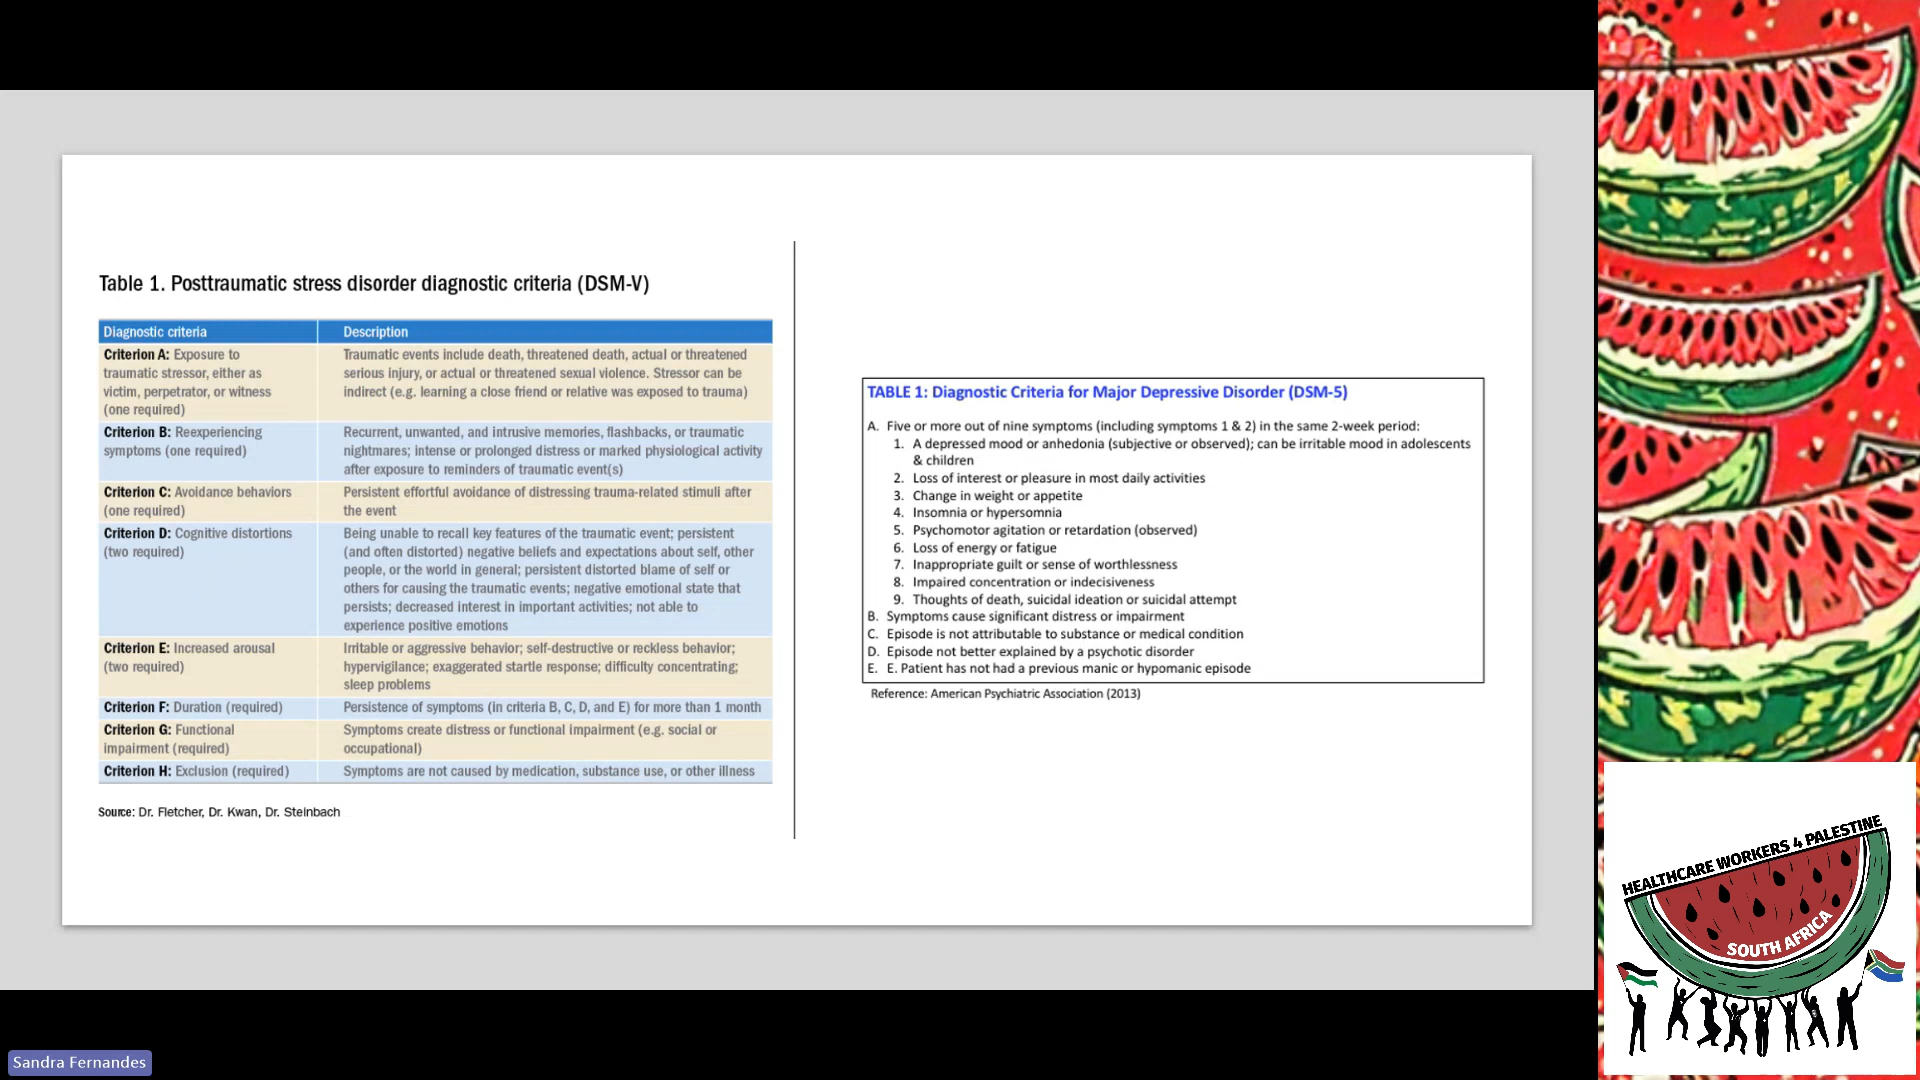 Table 1. Posttraumatic stress disorder diagnostic criteria (DSM-V)
Diagnostic criteria
Description
Criterion A: Exposure to
traumatic stressor, either as
victim, perpetrator, or witness
(one required)
Traumatic events include death, threatened death, actual or threatened
serious injury, or actual or threatened sexual violence. Stressor can be
indirect (e.g. learning a close friend or relative was exposed to trauma)
Criterion B: Reexperiencing
symptoms (one required)
Recurrent, unwanted, and intrusive memories, flashbacks, or traumatic
nightmares; intense or prolonged distress or marked physiological activity
after exposure to reminders of traumatic event(s)
Criterion C: Avoidance behaviors
(one required)
Persistent effortful avoidance of distressing trauma-related stimuli after
the event
Criterion D: Cognitive distortions
(two required)
Being unable to recall key features of the traumatic event; persistent
(and often distorted) negative beliefs and expectations about self, other
people, or the world in general; persistent distorted blame of self or
others for causing the traumatic events; negative emotional state that
persists; decreased interest in important activities; not able to
experience positive emotions
Criterion E: Increased arousal
(two required)
Irritable or aggressive behavior; self-destructive or reckless behavior;
hypervigilance; exaggerated startle response; difficulty concentrating;
sleep problems
Criterion F: Duration (required)
Persistence of symptoms (in criteria B, C, D, and E) for more than 1 month
Criterion G: Functional
impairment (required)
Symptoms create distress or functional impairment (e.g. social or
occupational)
Criterion H: Exclusion (required)
Symptoms are not caused by medication, substance use, or other illness
Source: Dr. Fletcher, Dr. Kwan, Dr. Steinbach
TABLE 1: Diagnostic Criteria for Major Depressive Disorder (DSM-5)
A. Five or more out of nine symptoms (including symptoms 1 & 2) in the same 2-week period:
1. A depressed mood or anhedonia (subjective or observed); can be irritable mood in adolescents
& children
2. Loss of interest or pleasure in most daily activities
3. Change in weight or appetite
4. Insomnia or hypersomnia
5. Psychomotor agitation or retardation (observed)
6. Loss of energy or fatigue
7. Inappropriate guilt or sense of worthlessness
8. Impaired concentration or indecisiveness
9. Thoughts of death, suicidal ideation or suicidal attempt
B. Symptoms cause significant distress or impairment
C. Episode is not attributable to substance or medical condition
D. Episode not better explained by a psychotic disorder
E. E. Patient has not had a previous manic or hypomanic episode
Reference: American Psychiatric Association (2013)
HEALTHCARE WORKERS 4 PALESTINE
SOUTH AFRICA
Sandra Fernandes